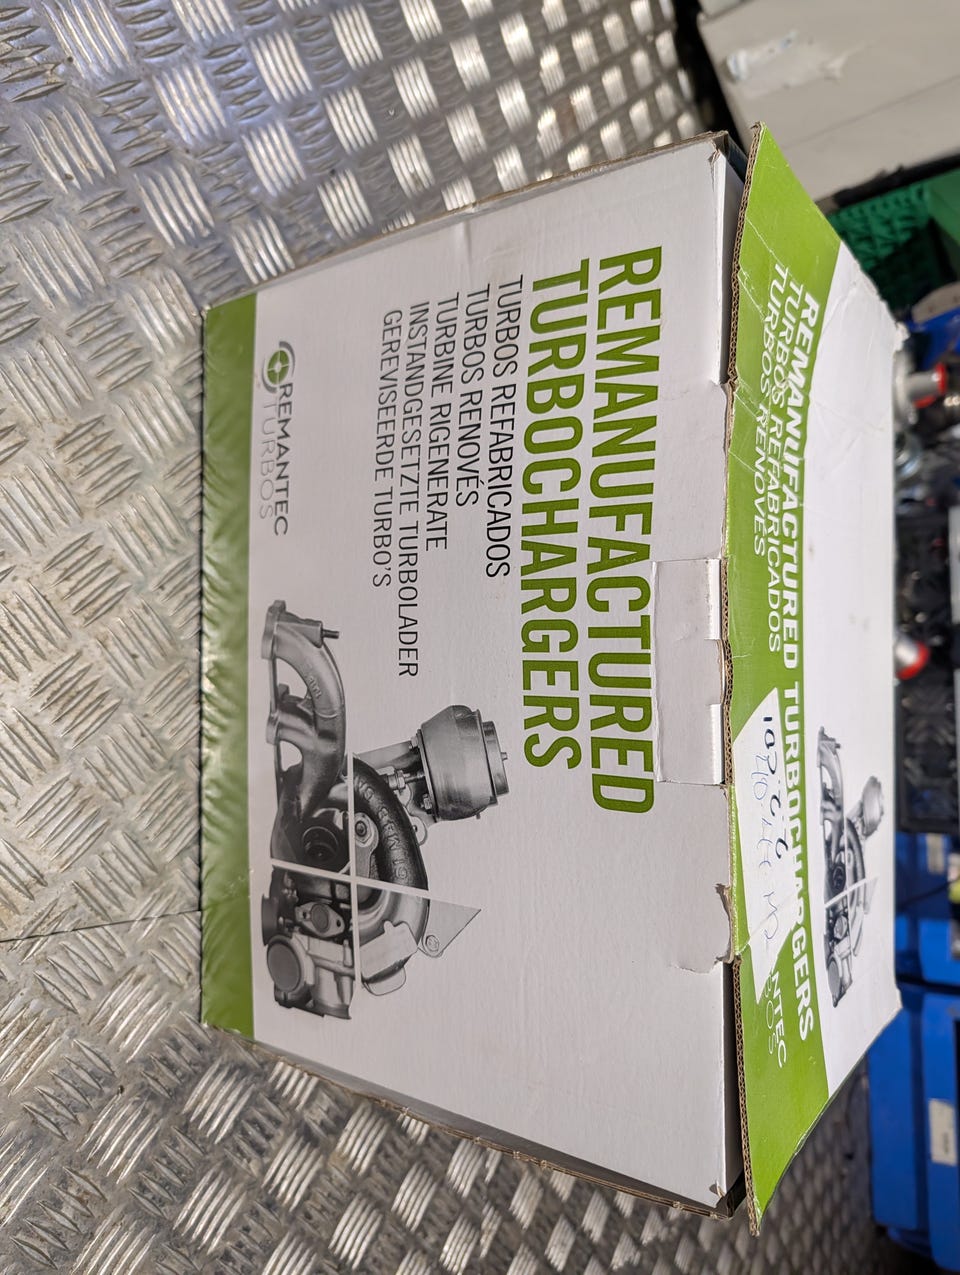 REMANUFACTURED TURBOCHARGERS
TURBOS REFABRICADOS
TURBOS RENOVÉS
REMANUFACTURED
TURBOCHARGERS
TURBOS REFABRICADOS
TURBOS RENOVÉS
TURBINE RIGENERATE
INSTANDGESETZTE TURBOLADER
GEREVISEERDE TURBO'S
REMANTEC
TURBOS